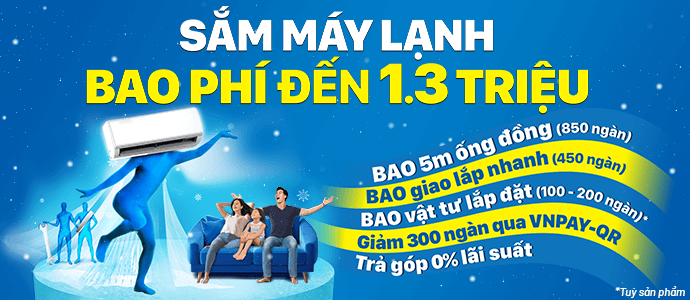 SẮM MÁY LẠNH
BAO PHÍ ĐẾN 1.3 TRIỆU
BAO 5m ống đồng (850 ngàn)
BAO giao lắp nhanh (450 ngàn)
BAO vật tư lắp đặt (100 - 200 ngàn)*
Giảm 300 ngàn qua VNPAY-QR
Trả góp 0% lãi suất
*Tuỳ sản phẩm